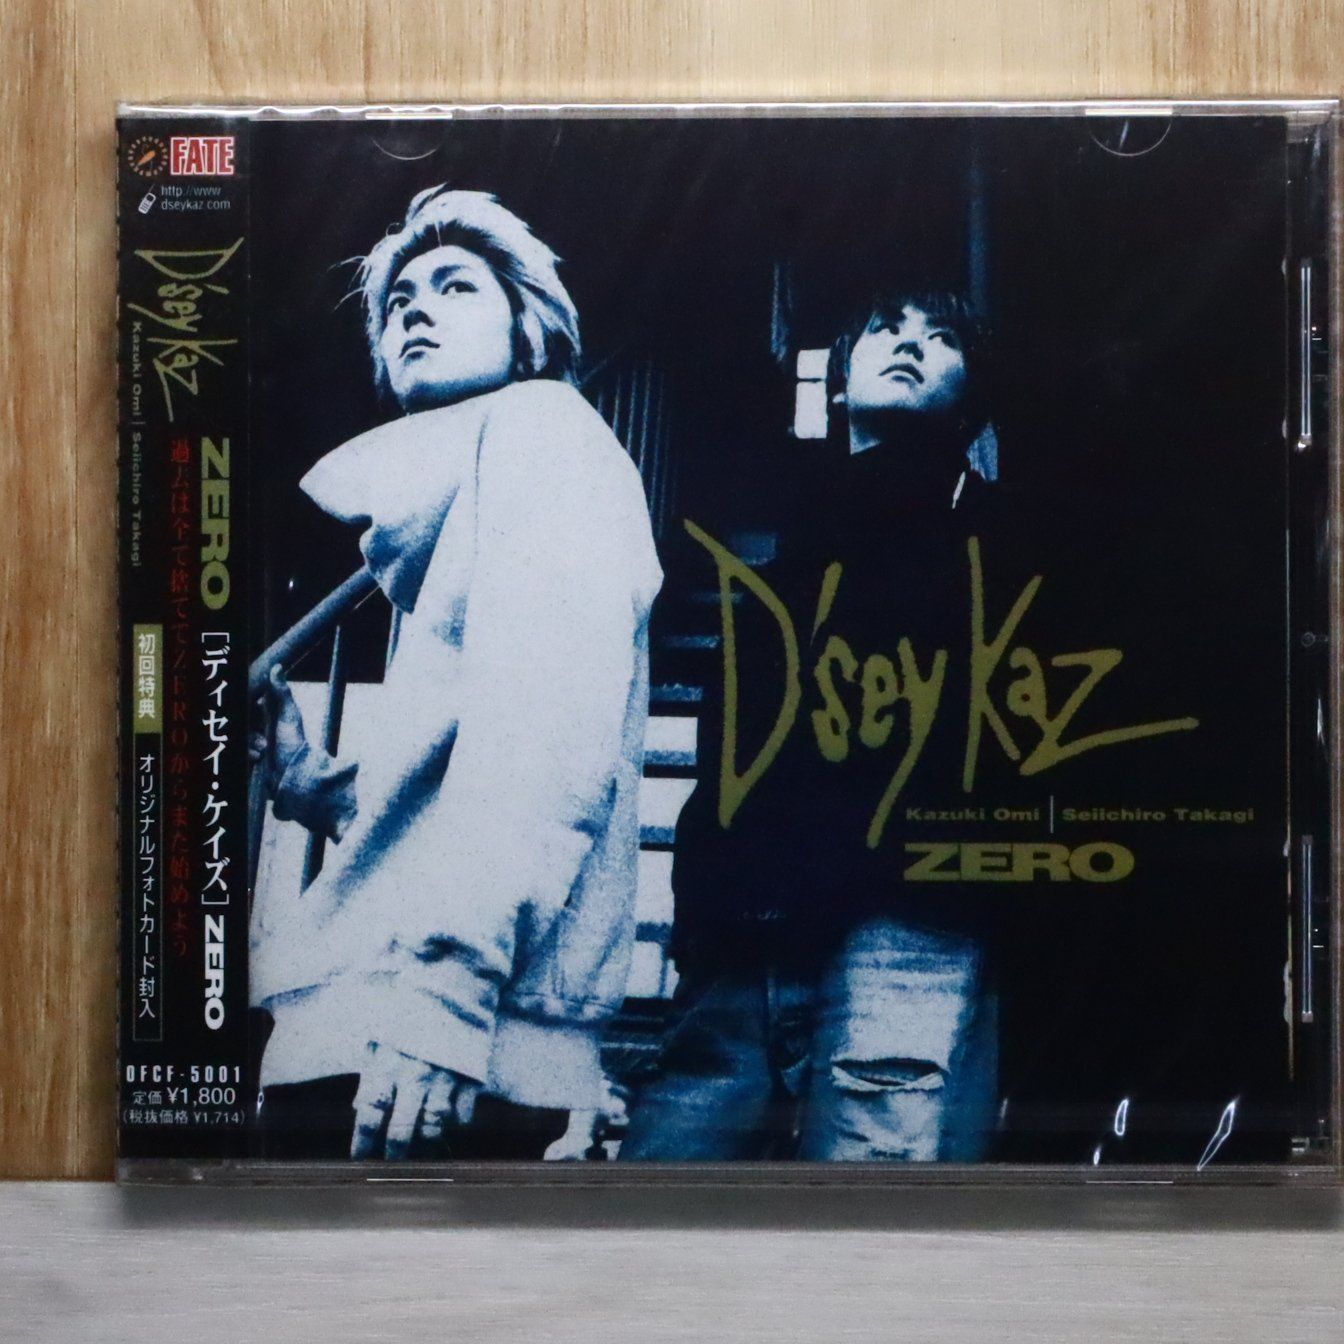 FATE
http://www
dseykaz.com
D'sey Kaz
Kazuki Omi | Seiichiro Takagi
ZERO
[ディセイ・ケイズ] ZERO
過去は全て捨ててZEROからまた始めよう
初回特典
オリジナルフォトカード封入
OFCF-5001
定価 ¥1,800
(税抜価格 ¥1,714)
D'sey Kaz
Kazuki Omi | Seiichiro Takagi
ZERO